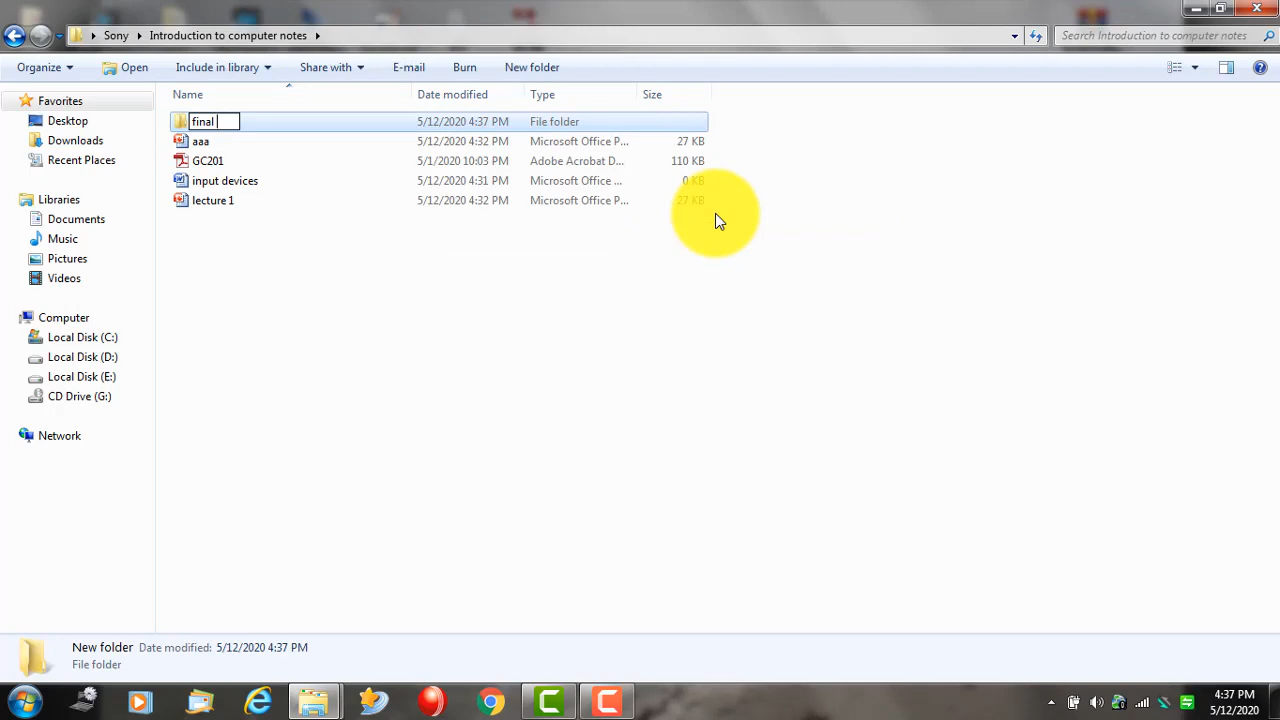 Sony Introduction to computer notes Search Introduction to computer notes
Organize Open Include in library Share with E-mail Burn New folder
Name Date modified Type Size
Favorites
Desktop
Downloads
Recent Places
Libraries
Documents
Music
Pictures
Videos
Computer
Local Disk (C:)
Local Disk (D:)
Local Disk (E:)
CD Drive (G:)
Network
final 5/12/2020 4:37 PM File folder
aaa 5/12/2020 4:32 PM Microsoft Office P... 27 KB
GC201 5/1/2020 10:03 PM Adobe Acrobat D... 110 KB
input devices 5/12/2020 4:31 PM Microsoft Office ... 0 KB
lecture 1 5/12/2020 4:32 PM Microsoft Office P... 27 KB
New folder Date modified: 5/12/2020 4:37 PM
File folder
4:37 PM
5/12/2020